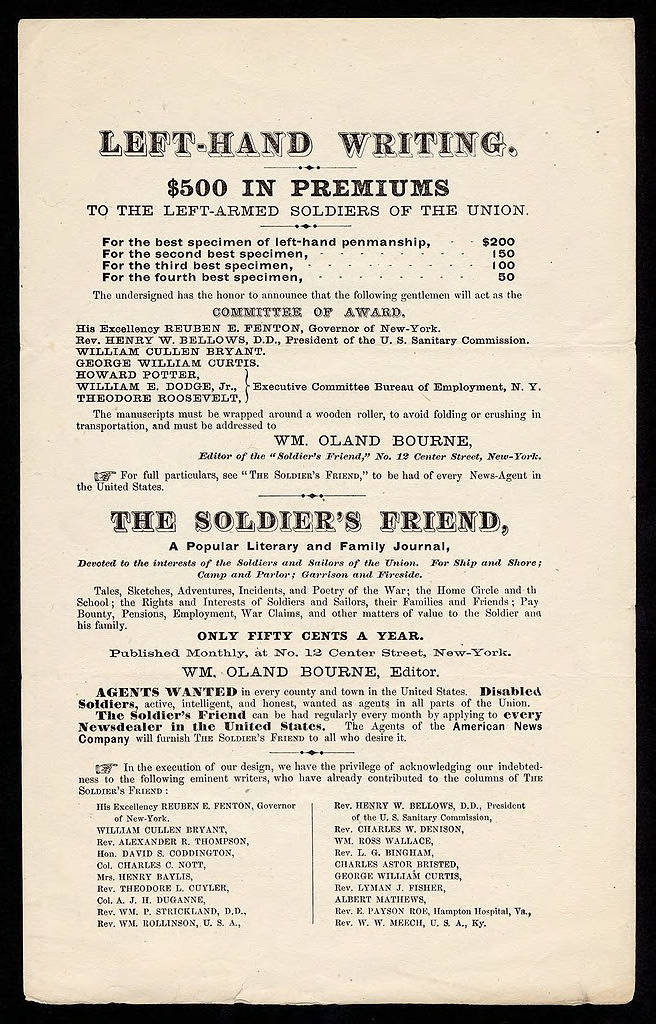 LEFT-HAND WRITING.
$500 IN PREMIUMS
TO THE LEFT-ARMED SOLDIERS OF THE UNION.
For the best specimen of left-hand penmanship, - - $200
For the second best specimen, - - - - - - - - 150
For the third best specimen, - - - - - - - - - 100
For the fourth best specimen, - - - - - - - - 50
The undersigned has the honor to announce that the following gentlemen will act as the
COMMITTEE OF AWARD.
His Excellency REUBEN E. FENTON, Governor of New-York.
Rev. HENRY W. BELLOWS, D.D., President of the U. S. Sanitary Commission.
WILLIAM CULLEN BRYANT.
GEORGE WILLIAM CURTIS.
HOWARD POTTER,
WILLIAM E. DODGE, Jr., } Executive Committee Bureau of Employment, N. Y.
THEODORE ROOSEVELT,
The manuscripts must be wrapped around a wooden roller, to avoid folding or crushing in
transportation, and must be addressed to
WM. OLAND BOURNE,
Editor of the "Soldier's Friend," No. 12 Center Street, New-York.
☞ For full particulars, see "THE SOLDIER'S FRIEND," to be had of every News-Agent in
the United States.
THE SOLDIER'S FRIEND,
A Popular Literary and Family Journal,
Devoted to the interests of the Soldiers and Sailors of the Union. For Ship and Shore;
Camp and Parlor; Garrison and Fireside.
Tales, Sketches, Adventures, Incidents, and Poetry of the War; the Home Circle and th
School; the Rights and Interests of Soldiers and Sailors, their Families and Friends; Pay
Bounty, Pensions, Employment, War Claims, and other matters of value to the Soldier and
his family.
ONLY FIFTY CENTS A YEAR.
Published Monthly, at No. 12 Center Street, New-York.
WM. OLAND BOURNE, Editor.
AGENTS WANTED in every county and town in the United States. Disabled
Soldiers, active, intelligent, and honest, wanted as agents in all parts of the Union.
The Soldier's Friend can be had regularly every month by applying to every
Newsdealer in the United States. The Agents of the American News
Company will furnish THE SOLDIER'S FRIEND to all who desire it.
☞ In the execution of our design, we have the privilege of acknowledging our indebted-
ness to the following eminent writers, who have already contributed to the columns of THE
SOLDIER'S FRIEND:
His Excellency REUBEN E. FENTON, Governor
of New-York.
WILLIAM CULLEN BRYANT,
Rev. ALEXANDER R. THOMPSON,
Hon. DAVID S. CODDINGTON,
Col. CHARLES C. NOTT,
Mrs. HENRY BAYLIS,
Rev. THEODORE L. CUYLER,
Col. A. J. H. DUGANNE,
Rev. WM. P. STRICKLAND, D.D.,
Rev. WM. ROLLINSON, U. S. A.,
Rev. HENRY W. BELLOWS, D.D., President
of the U. S. Sanitary Commission,
Rev. CHARLES W. DENISON,
WM. ROSS WALLACE,
Rev. L. G. BINGHAM,
CHARLES ASTOR BRISTED,
GEORGE WILLIAM CURTIS,
Rev. LYMAN J. FISHER,
ALBERT MATHEWS,
Rev. E. PAYSON ROE, Hampton Hospital, Va.,
Rev. W. W. MEECH, U. S. A., Ky.